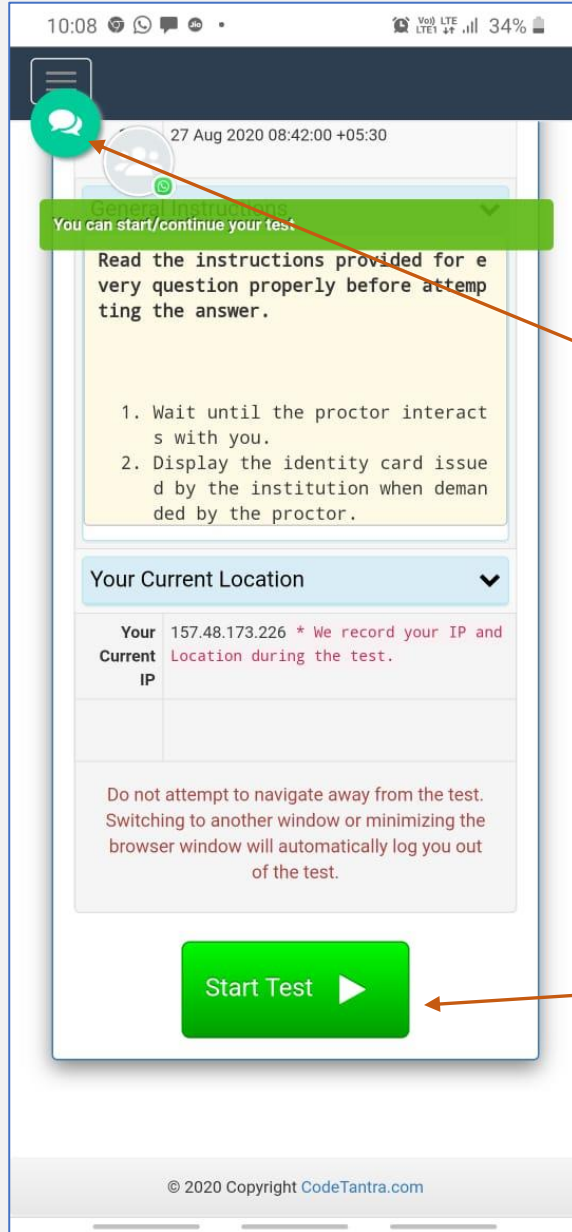 10:08 Jio Vo)) LTE LTE1 34%
27 Aug 2020 08:42:00 +05:30
General Instructions
You can start/continue your test
Read the instructions provided for e
very question properly before attemp
ting the answer.
1. Wait until the proctor interact
s with you.
2. Display the identity card issue
d by the institution when deman
ded by the proctor.
Your Current Location
Your Current IP
157.48.173.226 * We record your IP and
Location during the test.
Do not attempt to navigate away from the test.
Switching to another window or minimizing the
browser window will automatically log you out
of the test.
Start Test
© 2020 Copyright CodeTantra.com